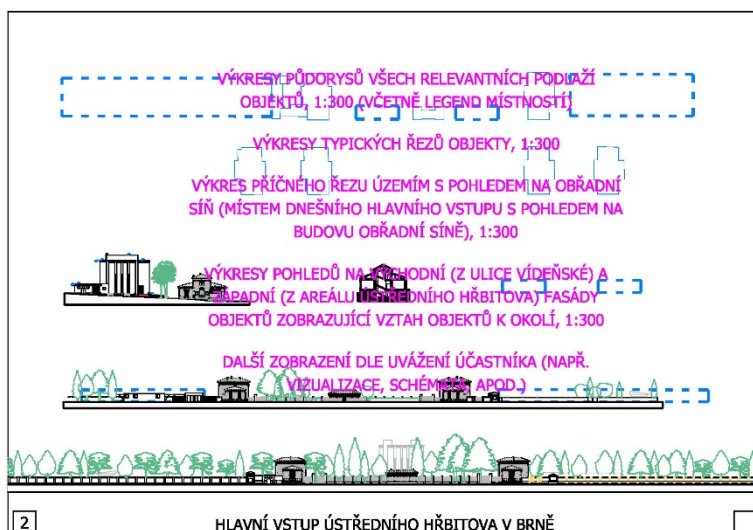 VÝKRESY PŮDORYSŮ VŠECH RELEVANTNÍCH PODLAŽÍ
OBJEKTŮ, 1:300 (VČETNĚ LEGEND MÍSTNOSTÍ)
VÝKRESY TYPICKÝCH ŘEZŮ OBJEKTY, 1:300
VÝKRES PŘÍČNÉHO ŘEZU ÚZEMÍM S POHLEDEM NA OBŘADNÍ
SÍŇ (MÍSTEM DNEŠNÍHO HLAVNÍHO VSTUPU S POHLEDEM NA
BUDOVU OBŘADNÍ SÍNĚ), 1:300
VÝKRESY POHLEDŮ NA VÝCHODNÍ (Z ULICE VÍDEŇSKÉ) A
ZÁPADNÍ (Z AREÁLU ÚSTŘEDNÍHO HŘBITOVA) FASÁDY
OBJEKTŮ ZOBRAZUJÍCÍ VZTAH OBJEKTŮ K OKOLÍ, 1:300
DALŠÍ ZOBRAZENÍ DLE UVÁŽENÍ ÚČASTNÍKA (NAPŘ.
VIZUALIZACE, SCHÉMATA, APOD.)
2 HLAVNÍ VSTUP ÚSTŘEDNÍHO HŘBITOVA V BRNĚ